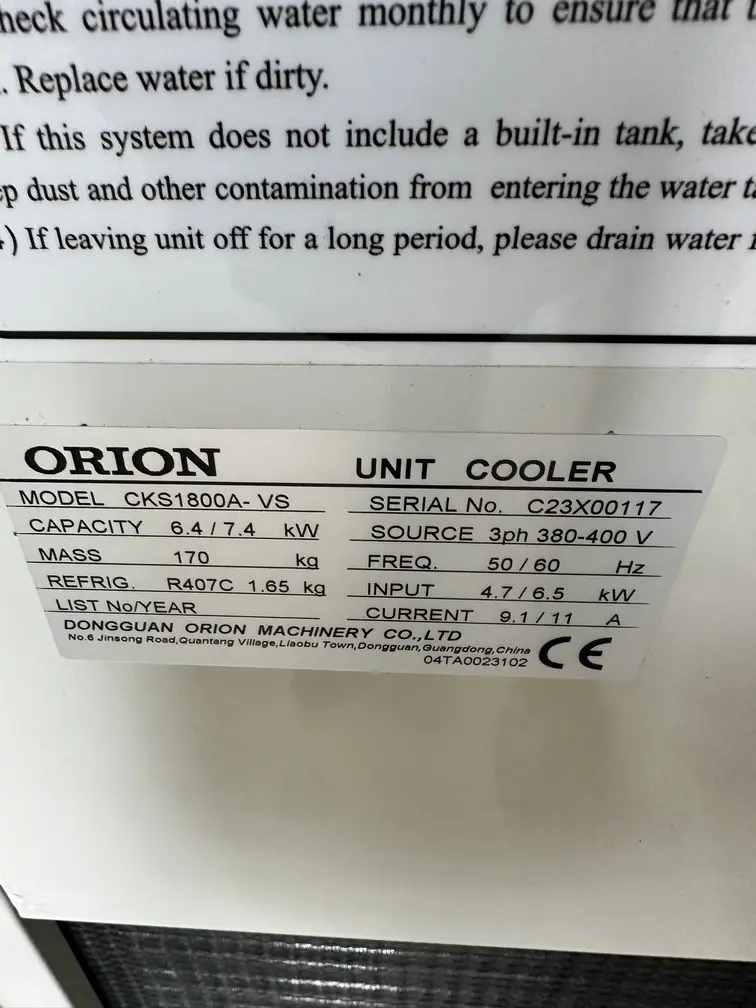 circulating water monthly to ensure that
. Replace water if dirty.
If this system does not include a built-in tank, take
dust and other contamination from entering the water
) If leaving unit off for a long period, please drain water
ORION UNIT COOLER
MODEL CKS1800A-VS SERIAL No. C23X00117
CAPACITY 6.4 / 7.4 kW SOURCE 3ph 380-400 V
MASS 170 kg FREQ. 50 / 60 Hz
REFRIG. R407C 1.65 kg INPUT 4.7 / 6.5 kW
LIST No/YEAR CURRENT 9.1 / 11 A
DONGGUAN ORION MACHINERY CO.,LTD
No.6 Jinsong Road,Quantang Village,Liaobu Town,Dongguan,Guangdong,China
04TA0023102 CE